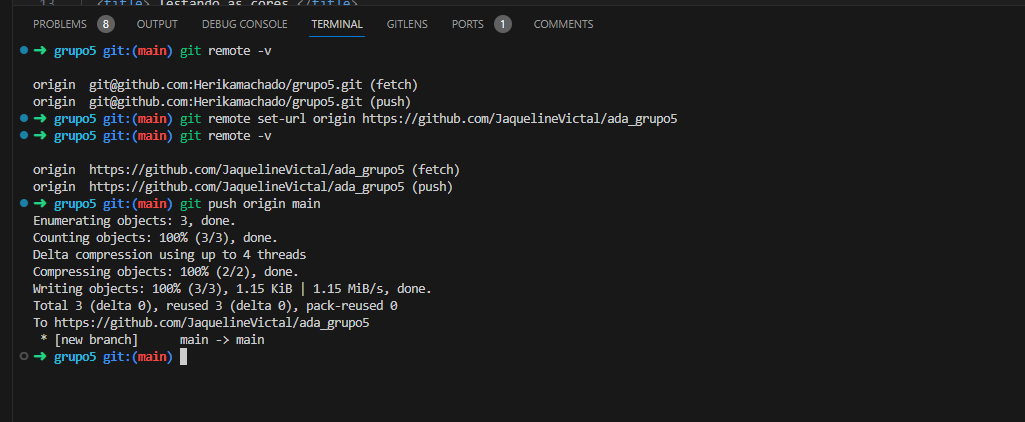 13 <title> Testando as cores </title>
PROBLEMS 8 OUTPUT DEBUG CONSOLE TERMINAL GITLENS PORTS 1 COMMENTS
➜ grupo5 git:(main) git remote -v
origin git@github.com:Herikamachado/grupo5.git (fetch)
origin git@github.com:Herikamachado/grupo5.git (push)
➜ grupo5 git:(main) git remote set-url origin https://github.com/JaquelineVictal/ada_grupo5
➜ grupo5 git:(main) git remote -v
origin https://github.com/JaquelineVictal/ada_grupo5 (fetch)
origin https://github.com/JaquelineVictal/ada_grupo5 (push)
➜ grupo5 git:(main) git push origin main
Enumerating objects: 3, done.
Counting objects: 100% (3/3), done.
Delta compression using up to 4 threads
Compressing objects: 100% (2/2), done.
Writing objects: 100% (3/3), 1.15 KiB | 1.15 MiB/s, done.
Total 3 (delta 0), reused 3 (delta 0), pack-reused 0
To https://github.com/JaquelineVictal/ada_grupo5
* [new branch] main -> main
➜ grupo5 git:(main)